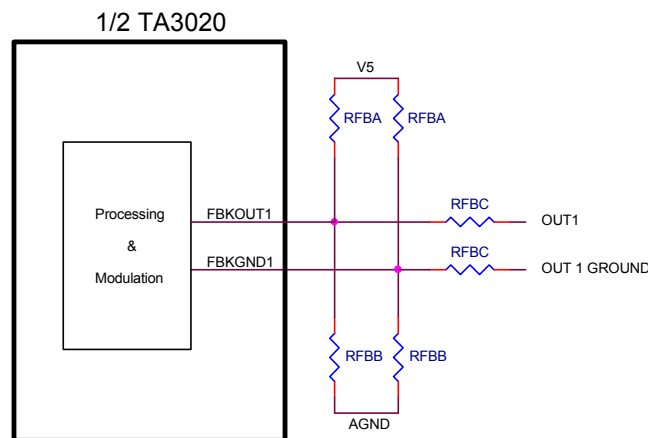 1/2 TA3020
V5
RFBA RFBA
Processing
&
Modulation
FBKOUT1
RFBC
OUT1
FBKGND1
RFBC
OUT 1 GROUND
RFBB RFBB
AGND